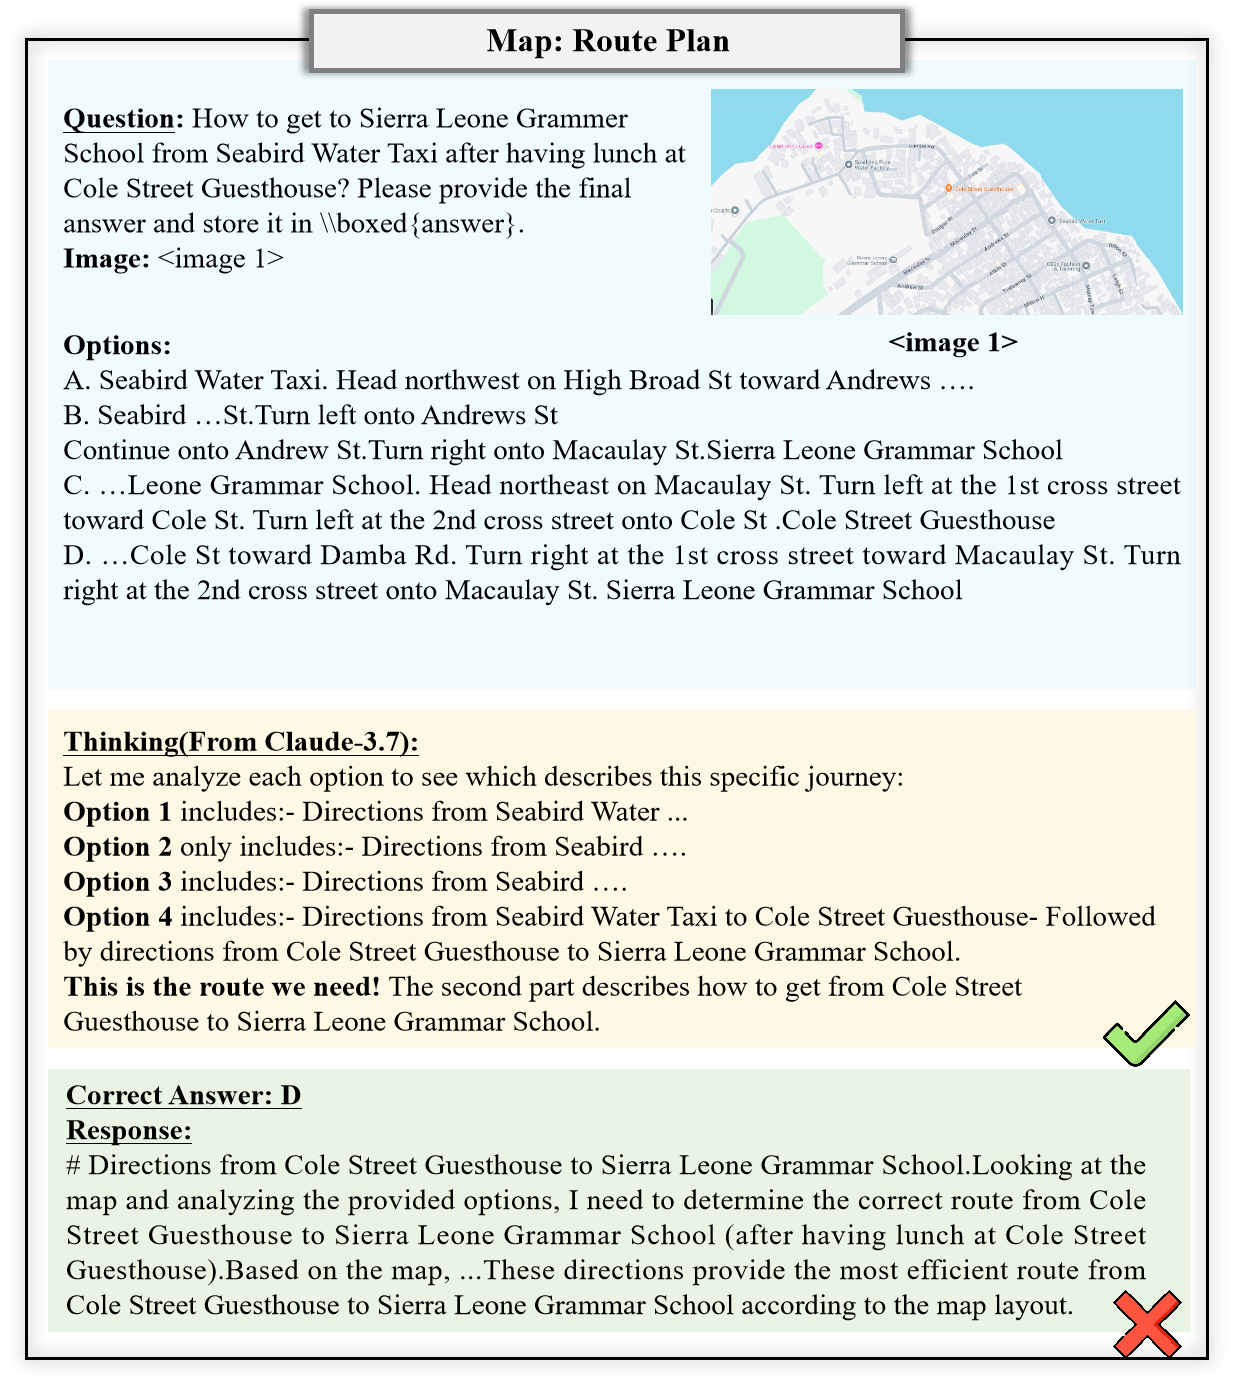 Map: Route Plan
Question: How to get to Sierra Leone Grammer
School from Seabird Water Taxi after having lunch at
Cole Street Guesthouse? Please provide the final
answer and store it in \\boxed{answer}.
Image: <image 1>
Sparkling Pure
Water Factory
Damba Rd
Cole St
Cole Street Guesthouse
Seabird Water Taxi
Dougan St
Macauley St
Andrews St
Sierra Leone
Grammar School
Macauley St
CEEL Fashion
& Tailoring
Dillon St
Leigh St
Andrew St
<image 1>
Options:
A. Seabird Water Taxi. Head northwest on High Broad St toward Andrews ….
B. Seabird …St.Turn left onto Andrews St
Continue onto Andrew St.Turn right onto Macaulay St.Sierra Leone Grammar School
C. …Leone Grammar School. Head northeast on Macaulay St. Turn left at the 1st cross street
toward Cole St. Turn left at the 2nd cross street onto Cole St .Cole Street Guesthouse
D. …Cole St toward Damba Rd. Turn right at the 1st cross street toward Macaulay St. Turn
right at the 2nd cross street onto Macaulay St. Sierra Leone Grammar School
Thinking(From Claude-3.7):
Let me analyze each option to see which describes this specific journey:
Option 1 includes:- Directions from Seabird Water ...
Option 2 only includes:- Directions from Seabird ….
Option 3 includes:- Directions from Seabird ….
Option 4 includes:- Directions from Seabird Water Taxi to Cole Street Guesthouse- Followed
by directions from Cole Street Guesthouse to Sierra Leone Grammar School.
This is the route we need! The second part describes how to get from Cole Street
Guesthouse to Sierra Leone Grammar School.
Correct Answer: D
Response:
# Directions from Cole Street Guesthouse to Sierra Leone Grammar School.Looking at the
map and analyzing the provided options, I need to determine the correct route from Cole
Street Guesthouse to Sierra Leone Grammar School (after having lunch at Cole Street
Guesthouse).Based on the map, ...These directions provide the most efficient route from
Cole Street Guesthouse to Sierra Leone Grammar School according to the map layout.